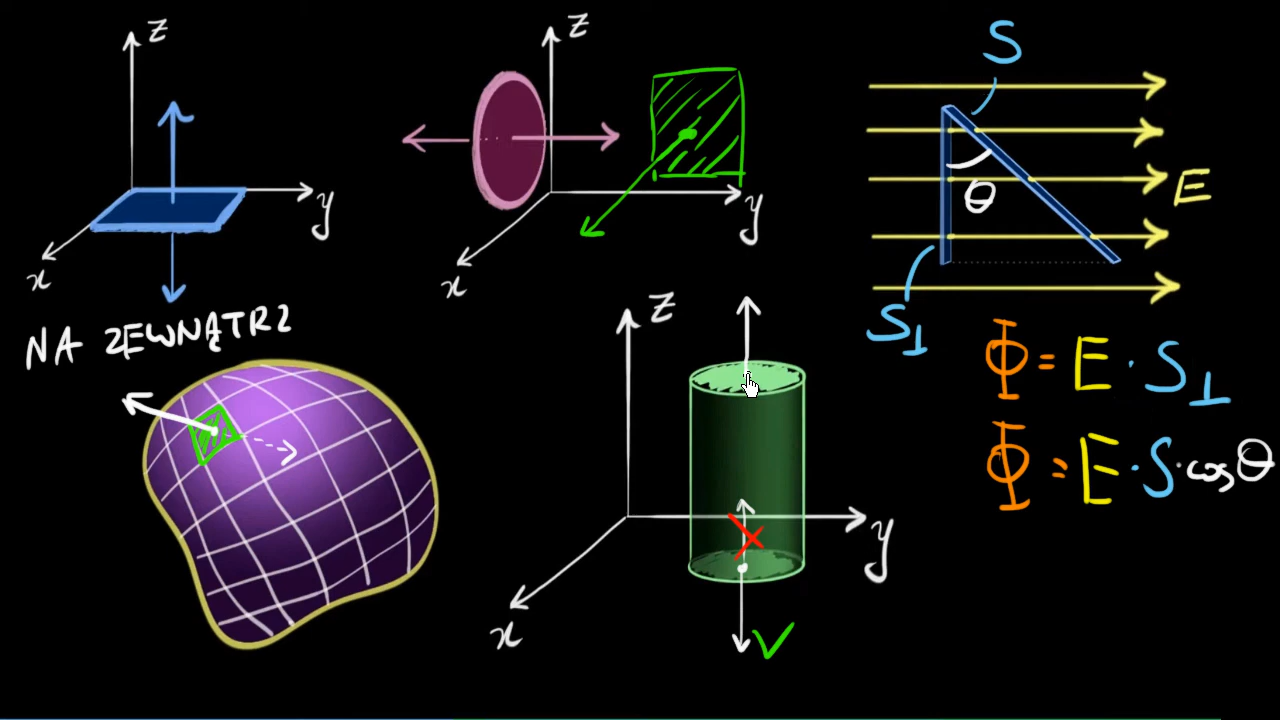 z
y
x
z
y
x
S
θ
E
S⊥
NA ZEWNĄTRZ
Φ = E · S⊥
Φ = E · S · cos θ
z
y
x